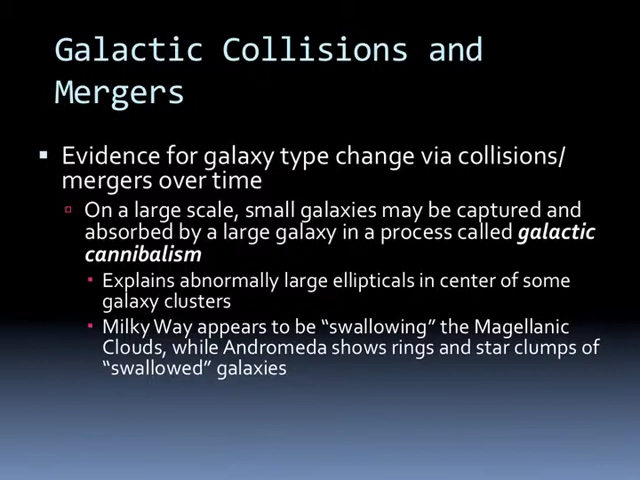 Galactic Collisions and
Mergers
Evidence for galaxy type change via collisions/
mergers over time
On a large scale, small galaxies may be captured and
absorbed by a large galaxy in a process called galactic
cannibalism
Explains abnormally large ellipticals in center of some
galaxy clusters
Milky Way appears to be “swallowing” the Magellanic
Clouds, while Andromeda shows rings and star clumps of
“swallowed” galaxies